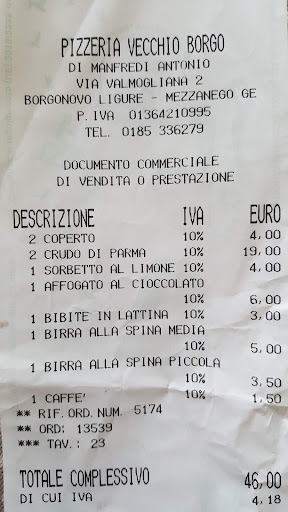 PIZZERIA VECCHIO BORGO
DI MANFREDI ANTONIO
VIA VALMOGLIANA 2
BORGONOVO LIGURE - MEZZANEGO GE
P.IVA 01364210995
TEL. 0185 336279
DOCUMENTO COMMERCIALE
DI VENDITA O PRESTAZIONE
DESCRIZIONE IVA EURO
2 COPERTO 10% 4,00
2 CRUDO DI PARMA 10% 19,00
1 SORBETTO AL LIMONE 10% 4,00
1 AFFOGATO AL CIOCCOLATO
10% 6,00
1 BIBITE IN LATTINA 10% 3,00
1 BIRRA ALLA SPINA MEDIA
10% 5,00
1 BIRRA ALLA SPINA PICCOLA
10% 3,50
1 CAFFE' 10% 1,50
** RIF.ORD.NUM. 5174
** ORD: 13539
*** TAV.: 23
TOTALE COMPLESSIVO 46,00
DI CUI IVA 4,18